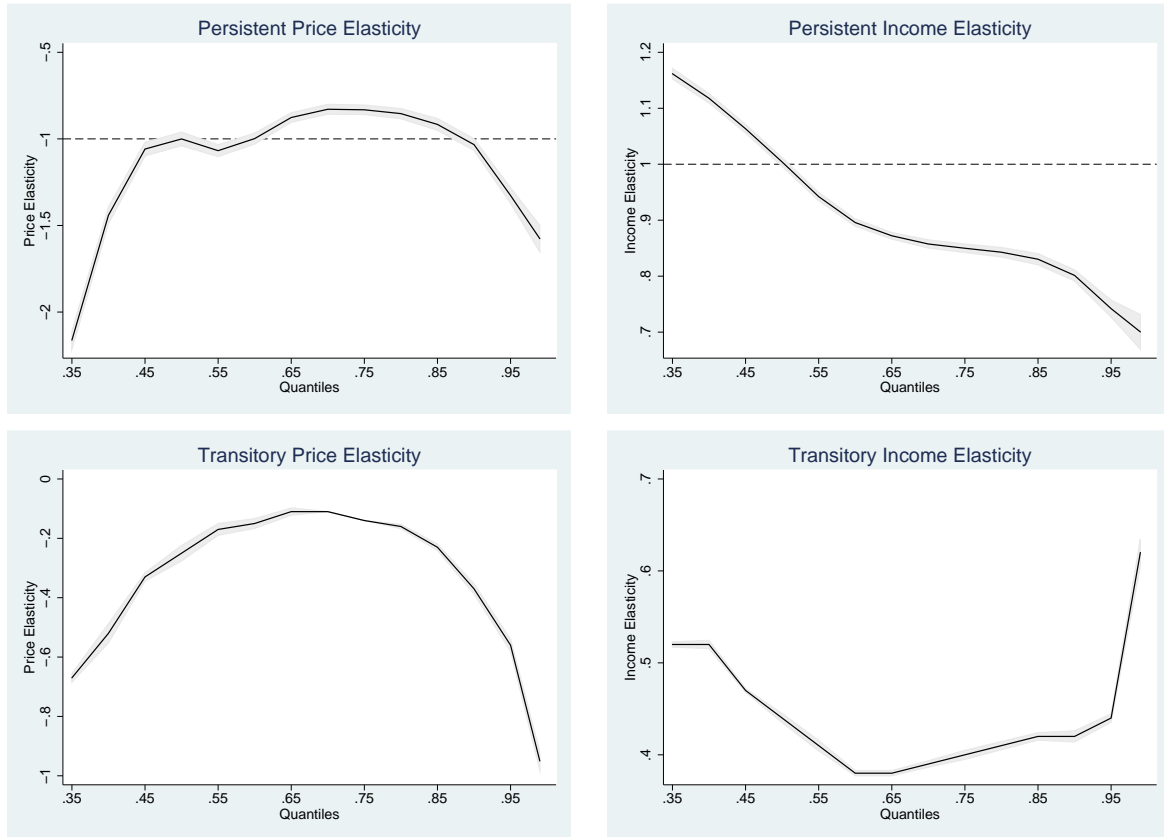 Persistent Price Elasticity
Price Elasticity
-.5
-1
-1.5
-2
.35 .45 .55 .65 .75 .85 .95
Quantiles
Persistent Income Elasticity
Income Elasticity
1.2
1.1
1
.9
.8
.7
.35 .45 .55 .65 .75 .85 .95
Quantiles
Transitory Price Elasticity
Price Elasticity
0
-.2
-.4
-.6
-.8
-1
.35 .45 .55 .65 .75 .85 .95
Quantiles
Transitory Income Elasticity
Income Elasticity
.7
.6
.5
.4
.35 .45 .55 .65 .75 .85 .95
Quantiles